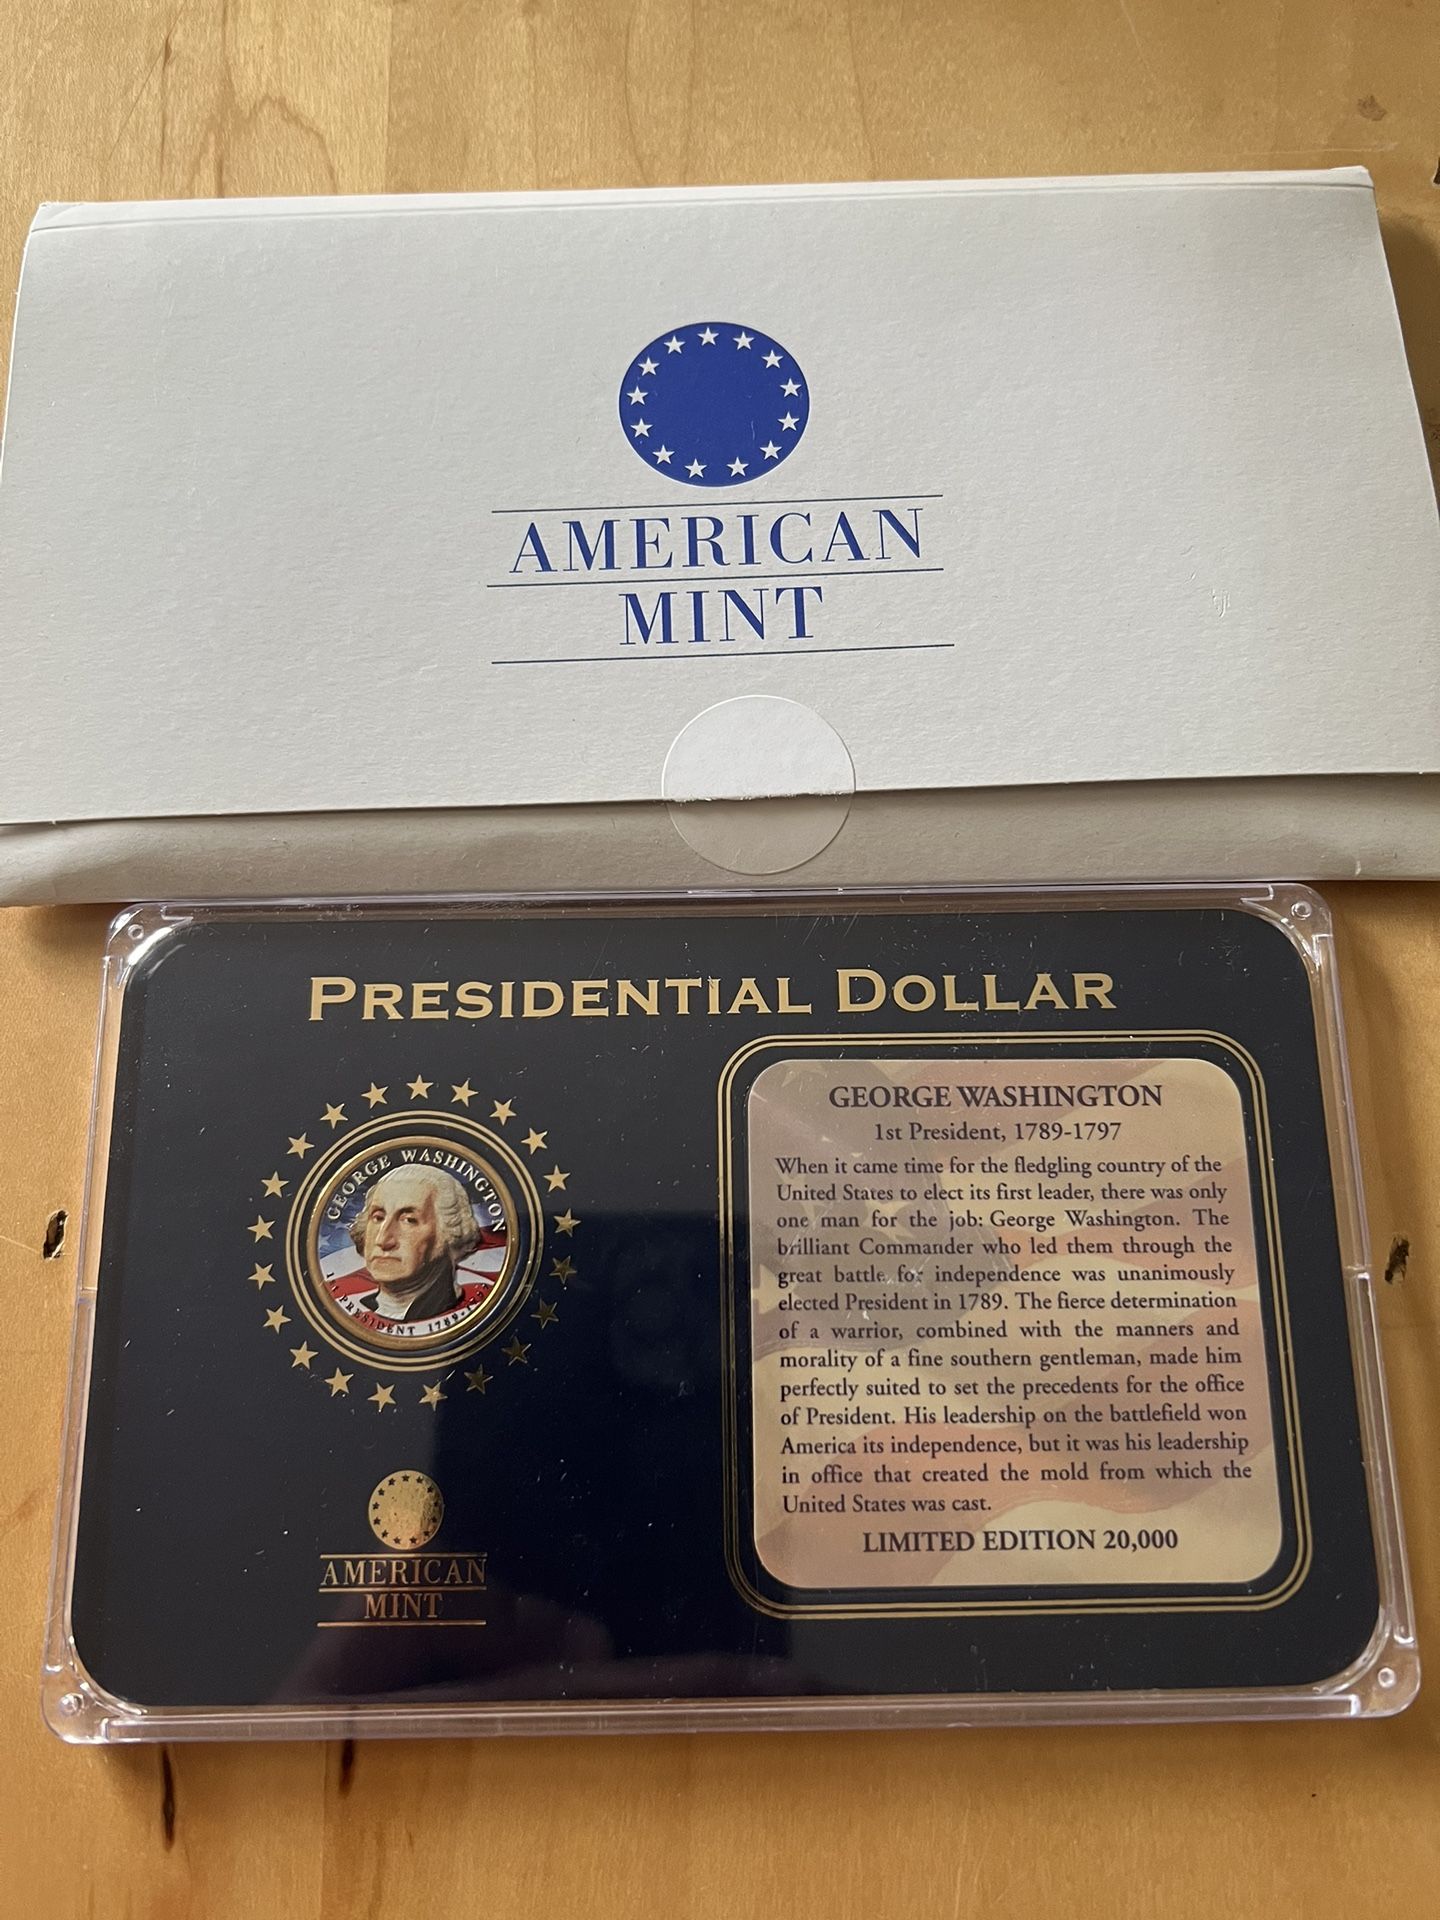 AMERICAN
MINT
PRESIDENTIAL DOLLAR
GEORGE WASHINGTON
1st PRESIDENT 1789-1797
AMERICAN
MINT
GEORGE WASHINGTON
1st President, 1789-1797
When it came time for the fledgling country of the
United States to elect its first leader, there was only
one man for the job: George Washington. The
brilliant Commander who led them through the
great battle for independence was unanimously
elected President in 1789. The fierce determination
of a warrior, combined with the manners and
morality of a fine southern gentleman, made him
perfectly suited to set the precedents for the office
of President. His leadership on the battlefield won
America its independence, but it was his leadership
in office that created the mold from which the
United States was cast.
LIMITED EDITION 20,000